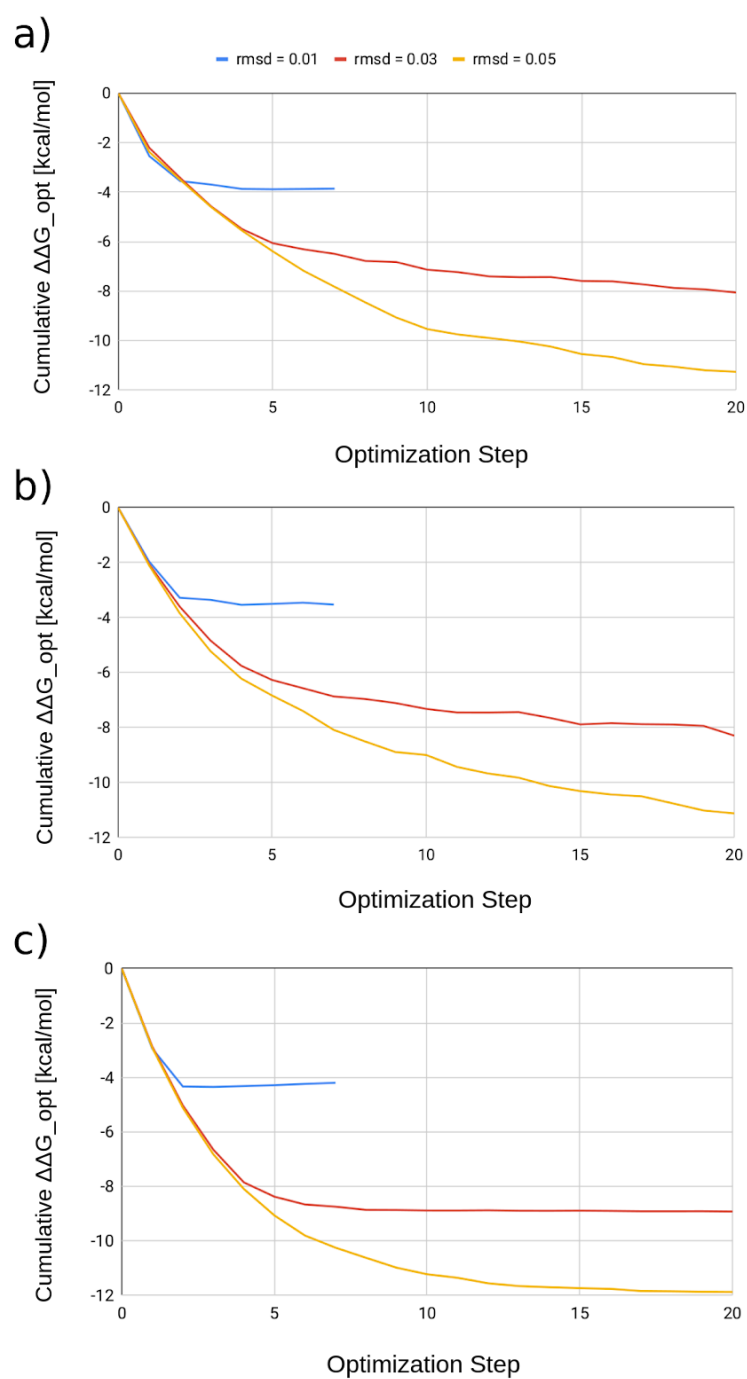 a)
rmsd = 0.01 rmsd = 0.03 rmsd = 0.05
Cumulative ΔΔG_opt [kcal/mol]
0
-2
-4
-6
-8
-10
-12
0 5 10 15 20
Optimization Step
b)
Cumulative ΔΔG_opt [kcal/mol]
0
-2
-4
-6
-8
-10
-12
0 5 10 15 20
Optimization Step
c)
Cumulative ΔΔG_opt [kcal/mol]
0
-2
-4
-6
-8
-10
-12
0 5 10 15 20
Optimization Step